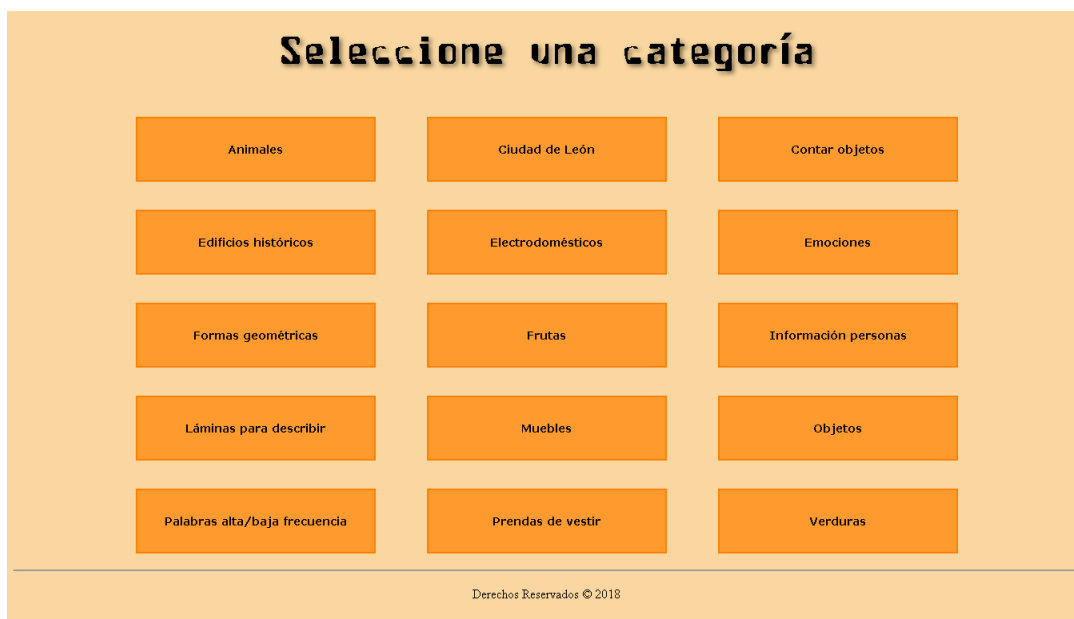 Seleccione una categoría
Animales
Ciudad de León
Contar objetos
Edificios históricos
Electrodomésticos
Emociones
Formas geométricas
Frutas
Información personas
Láminas para describir
Muebles
Objetos
Palabras alta/baja frecuencia
Prendas de vestir
Verduras
Derechos Reservados © 2018